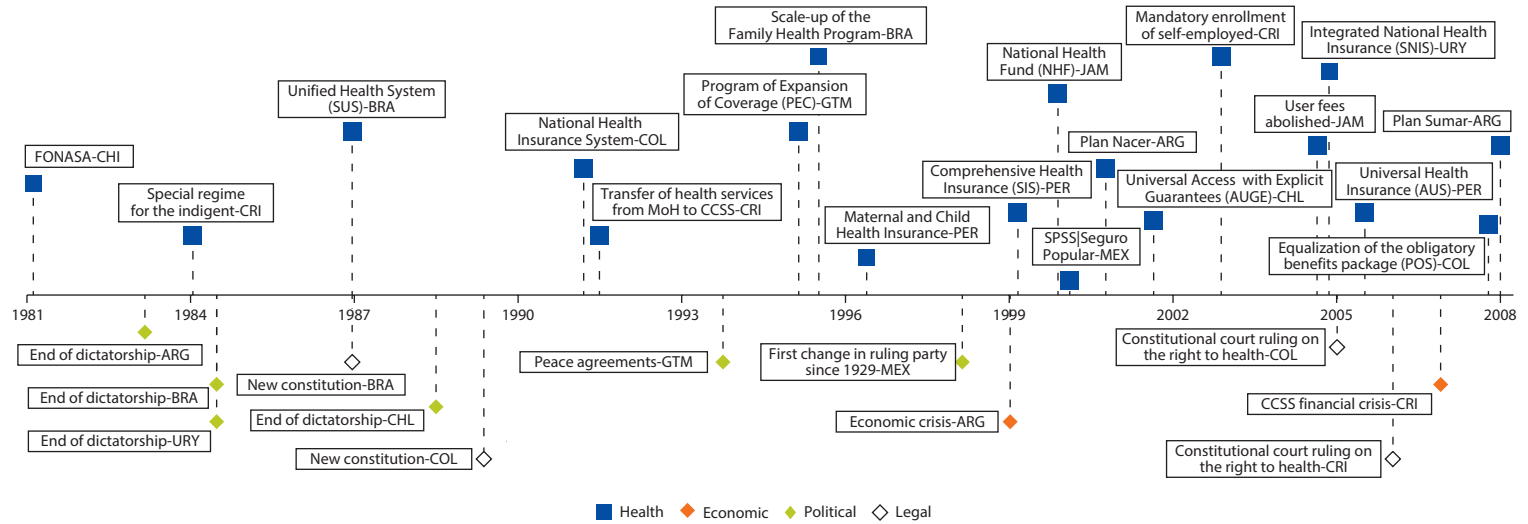 Scale-up of the
Family Health Program-BRA
Mandatory enrollment
of self-employed-CRI
Integrated National Health
Insurance (SNIS)-URY
National Health
Fund (NHF)-JAM
Unified Health System
(SUS)-BRA
Program of Expansion
of Coverage (PEC)-GTM
User fees
abolished-JAM
Plan Sumar-ARG
National Health
Insurance System-COL
Plan Nacer-ARG
FONASA-CHI
Comprehensive Health
Insurance (SIS)-PER
Universal Access with Explicit
Guarantees (AUGE)-CHL
Universal Health
Insurance (AUS)-PER
Special regime
for the indigent-CRI
Transfer of health services
from MoH to CCSS-CRI
Maternal and Child
Health Insurance-PER
SPSS|Seguro
Popular-MEX
Equalization of the obligatory
benefits package (POS)-COL
1981 1984 1987 1990 1993 1996 1999 2002 2005 2008
End of dictatorship-ARG
Peace agreements-GTM
First change in ruling party
since 1929-MEX
Constitutional court ruling on
the right to health-COL
End of dictatorship-BRA
New constitution-BRA
CCSS financial crisis-CRI
End of dictatorship-URY
End of dictatorship-CHL
Economic crisis-ARG
New constitution-COL
Constitutional court ruling on
the right to health-CRI
Health Economic Political Legal